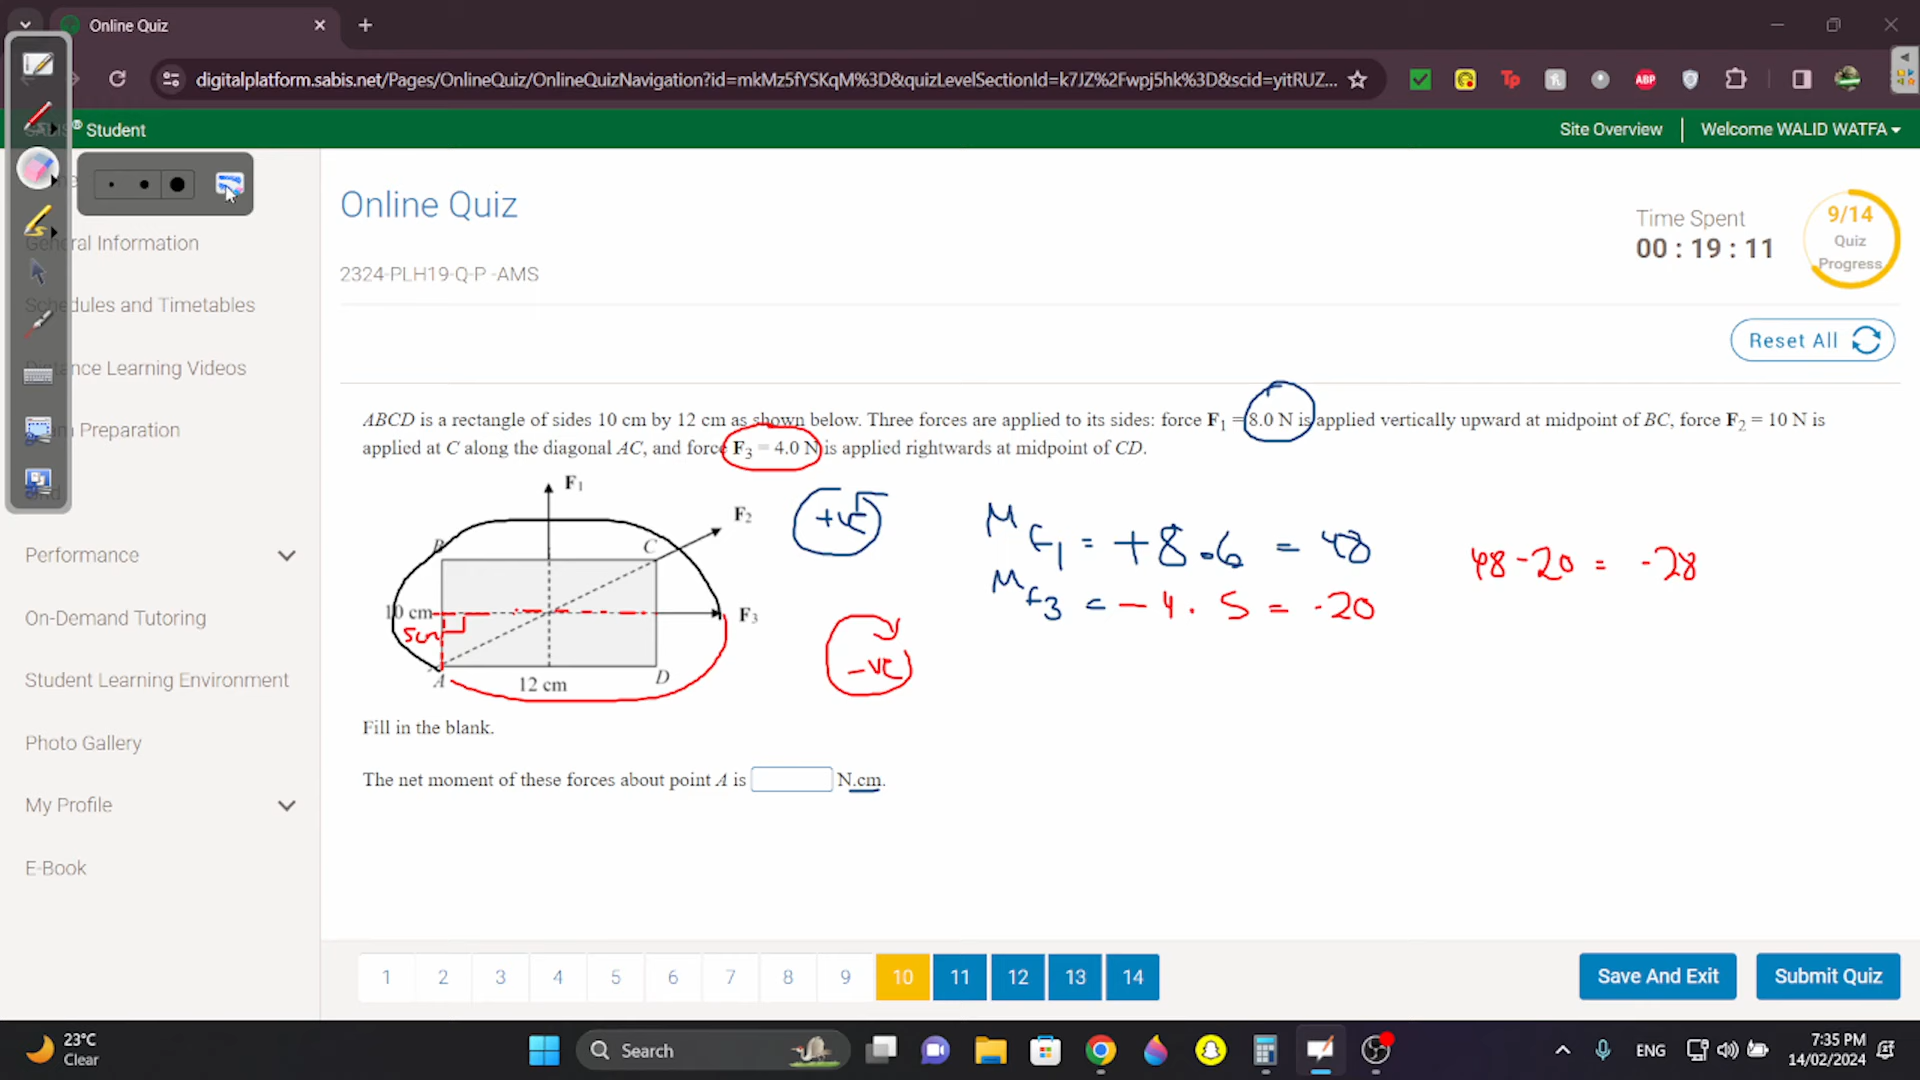 Online Quiz
digitalplatform.sabis.net/Pages/OnlineQuiz/OnlineQuizNavigation?id=mkMz5fYSKqM%3D&quizLevelSectionId=k7JZ%2Fwpj5hk%3D&scid=yitRUZ...
Tp
ABP
® Student
Site Overview
Welcome WALID WATFA
General Information
Schedules and Timetables
Distance Learning Videos
Preparation
Performance
On-Demand Tutoring
Student Learning Environment
Photo Gallery
My Profile
E-Book
Online Quiz
2324-PLH19-Q-P -AMS
Time Spent
00 : 19 : 11
9/14
Quiz
Progress
Reset All
ABCD is a rectangle of sides 10 cm by 12 cm as shown below. Three forces are applied to its sides: force F₁ = 8.0 N is applied vertically upward at midpoint of BC, force F₂ = 10 N is
applied at C along the diagonal AC, and force F₃ = 4.0 N is applied rightwards at midpoint of CD.
F₁
F₂
B
C
10 cm
F₃
5cm
A
12 cm
D
+ve
-ve
M F₁ = +8.6 = 48
M F3 = -4 . 5 = -20
48-20 = -28
Fill in the blank.
The net moment of these forces about point A is
N.cm.
1 2 3 4 5 6 7 8 9 10 11 12 13 14
Save And Exit
Submit Quiz
23°C
Clear
Search
ENG
7:35 PM
14/02/2024